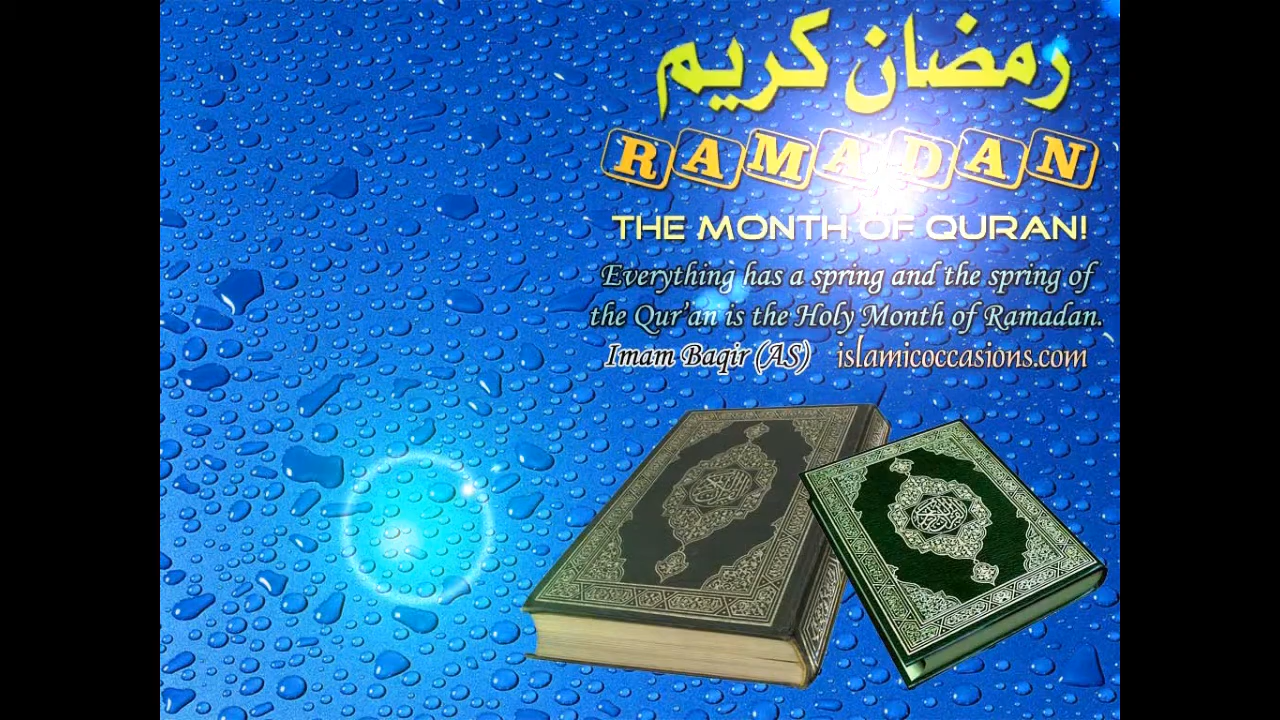 رمضان كريم
RAMADAN
THE MONTH OF QURAN!
Everything has a spring and the spring of
the Qur'an is the Holy Month of Ramadan.
Imam Baqir (AS) islamicoccasions.com